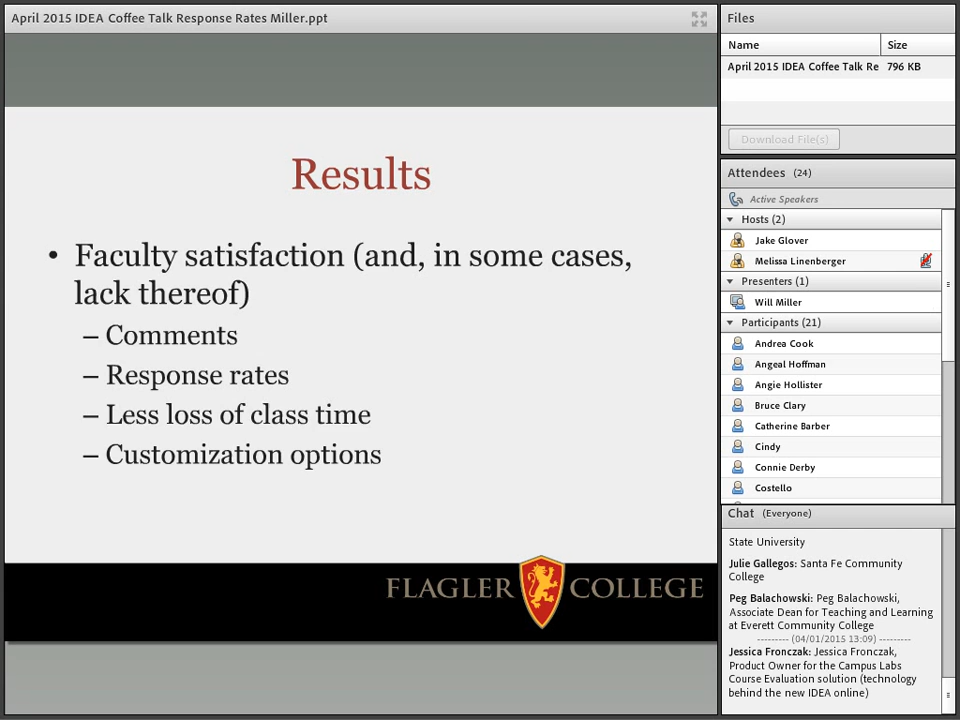 April 2015 IDEA Coffee Talk Response Rates Miller.ppt
Results
• Faculty satisfaction (and, in some cases,
lack thereof)
– Comments
– Response rates
– Less loss of class time
– Customization options
FLAGLER COLLEGE
Files
Name Size
April 2015 IDEA Coffee Talk Re 796 KB
Download File(s)
Attendees (24)
Active Speakers
Hosts (2)
Jake Glover
Melissa Linenberger
Presenters (1)
Will Miller
Participants (21)
Andrea Cook
Angeal Hoffman
Angie Hollister
Bruce Clary
Catherine Barber
Cindy
Connie Derby
Costello
Chat (Everyone)
State University
Julie Gallegos: Santa Fe Community
College
Peg Balachowski: Peg Balachowski,
Associate Dean for Teaching and Learning
at Everett Community College
--------- (04/01/2015 13:09) ---------
Jessica Fronczak: Jessica Fronczak,
Product Owner for the Campus Labs
Course Evaluation solution (technology
behind the new IDEA online)